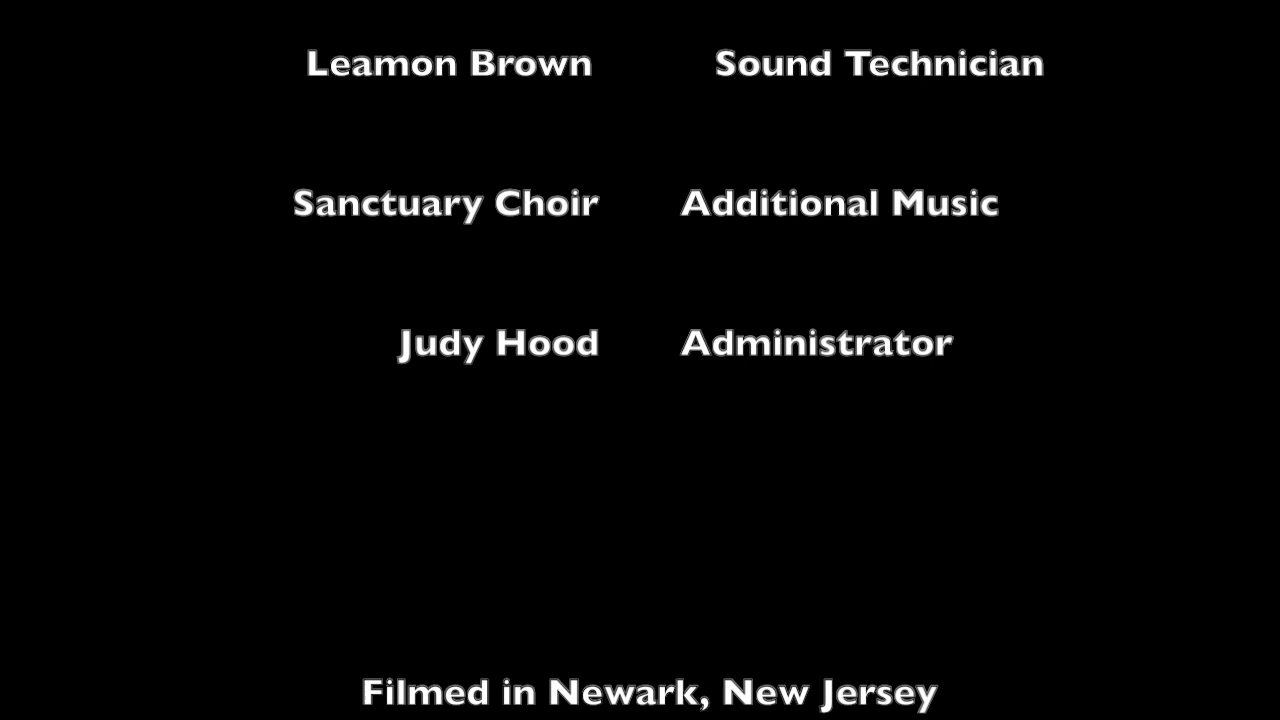 Leamon Brown Sound Technician
Sanctuary Choir Additional Music
Judy Hood Administrator
Filmed in Newark, New Jersey